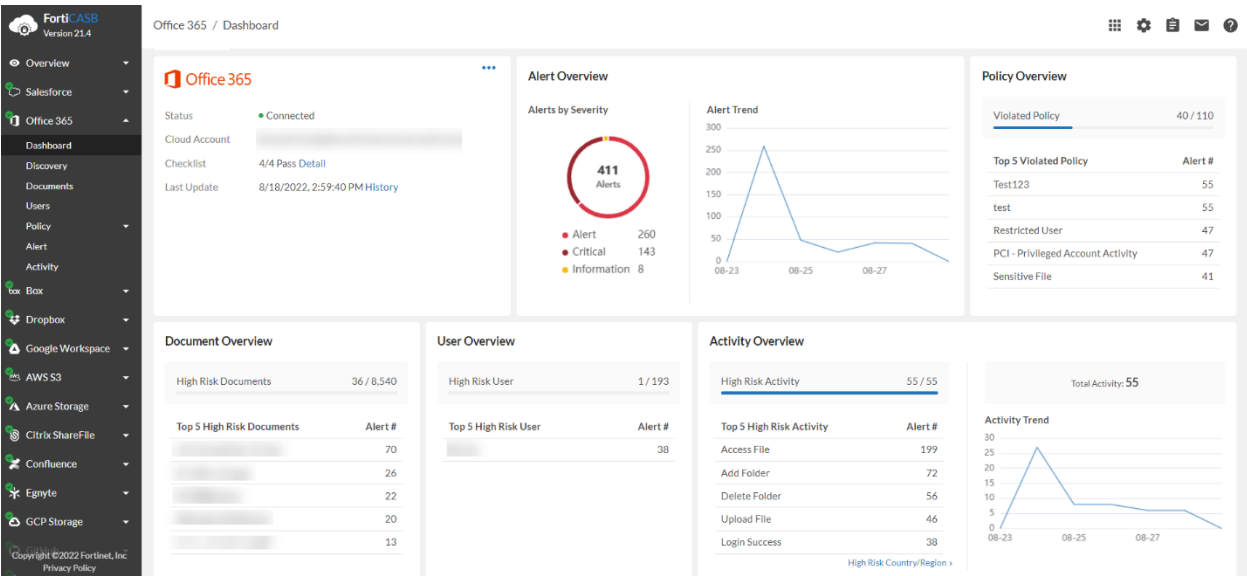 FortiCASB
Version 21.4
Office 365 / Dashboard
Overview
Salesforce
Office 365
Dashboard
Discovery
Documents
Users
Policy
Alert
Activity
Box
Dropbox
Google Workspace
AWS S3
Azure Storage
Citrix ShareFile
Confluence
Egnyte
GCP Storage
Copyright ©2022 Fortinet, Inc
Privacy Policy
Office 365
Status Connected
Cloud Account
Checklist 4/4 Pass Detail
Last Update 8/18/2022, 2:59:40 PM History
Alert Overview
Alerts by Severity
411
Alerts
Alert 260
Critical 143
Information 8
Alert Trend
300
250
200
150
100
50
0
08-23 08-25 08-27
Policy Overview
Violated Policy 40 / 110
Top 5 Violated Policy Alert #
Test123 55
test 55
Restricted User 47
PCI - Privileged Account Activity 47
Sensitive File 41
Document Overview
High Risk Documents 36 / 8,540
Top 5 High Risk Documents Alert #
70
26
22
20
13
User Overview
High Risk User 1 / 193
Top 5 High Risk User Alert #
38
Activity Overview
High Risk Activity 55 / 55
Top 5 High Risk Activity Alert #
Access File 199
Add Folder 72
Delete Folder 56
Upload File 46
Login Success 38
High Risk Country/Region ›
Total Activity: 55
Activity Trend
30
25
20
15
10
5
0
08-23 08-25 08-27